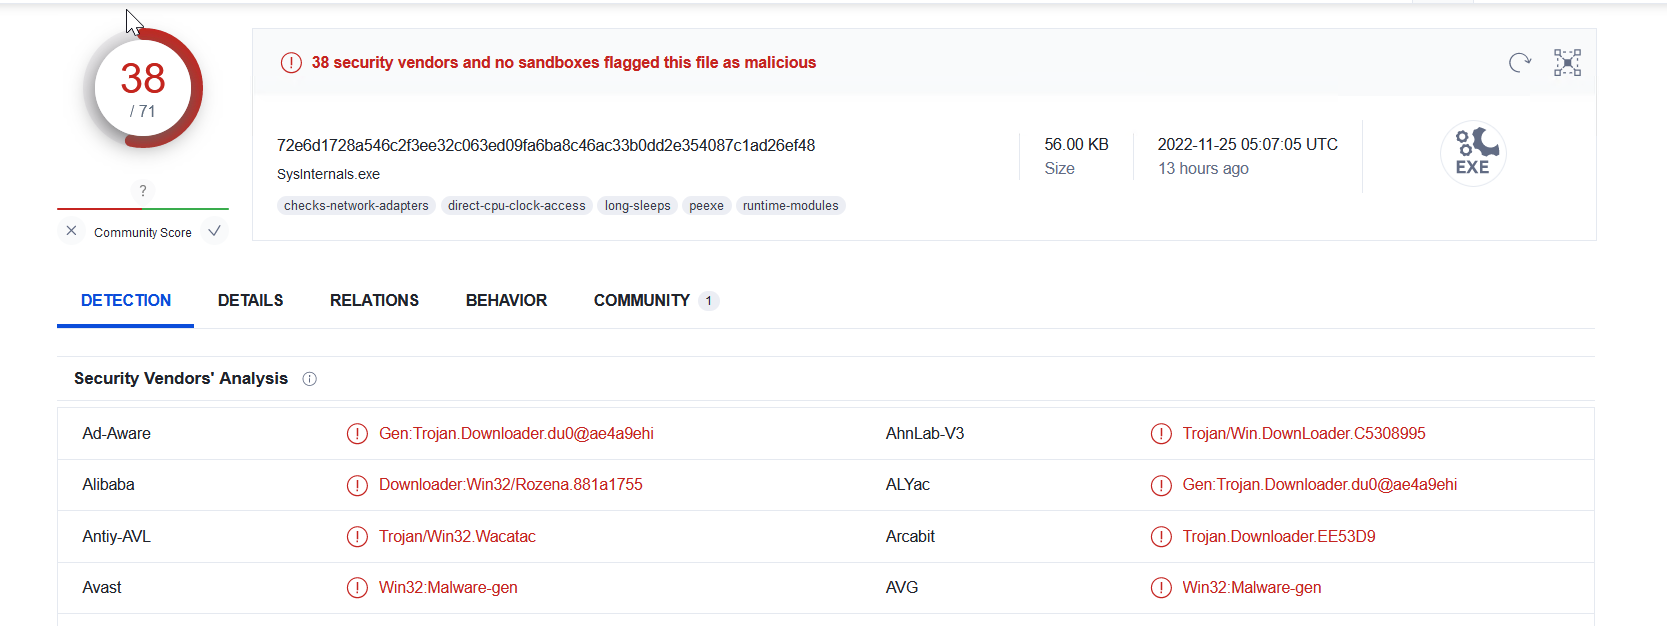 38
/ 71
?
Community Score
38 security vendors and no sandboxes flagged this file as malicious
72e6d1728a546c2f3ee32c063ed09fa6ba8c46ac33b0dd2e354087c1ad26ef48
SysInternals.exe
checks-network-adapters direct-cpu-clock-access long-sleeps peexe runtime-modules
56.00 KB
Size
2022-11-25 05:07:05 UTC
13 hours ago
EXE
DETECTION DETAILS RELATIONS BEHAVIOR COMMUNITY 1
Security Vendors' Analysis
Ad-Aware Gen:Trojan.Downloader.du0@ae4a9ehi AhnLab-V3 Trojan/Win.DownLoader.C5308995
Alibaba Downloader:Win32/Rozena.881a1755 ALYac Gen:Trojan.Downloader.du0@ae4a9ehi
Antiy-AVL Trojan/Win32.Wacatac Arcabit Trojan.Downloader.EE53D9
Avast Win32:Malware-gen AVG Win32:Malware-gen